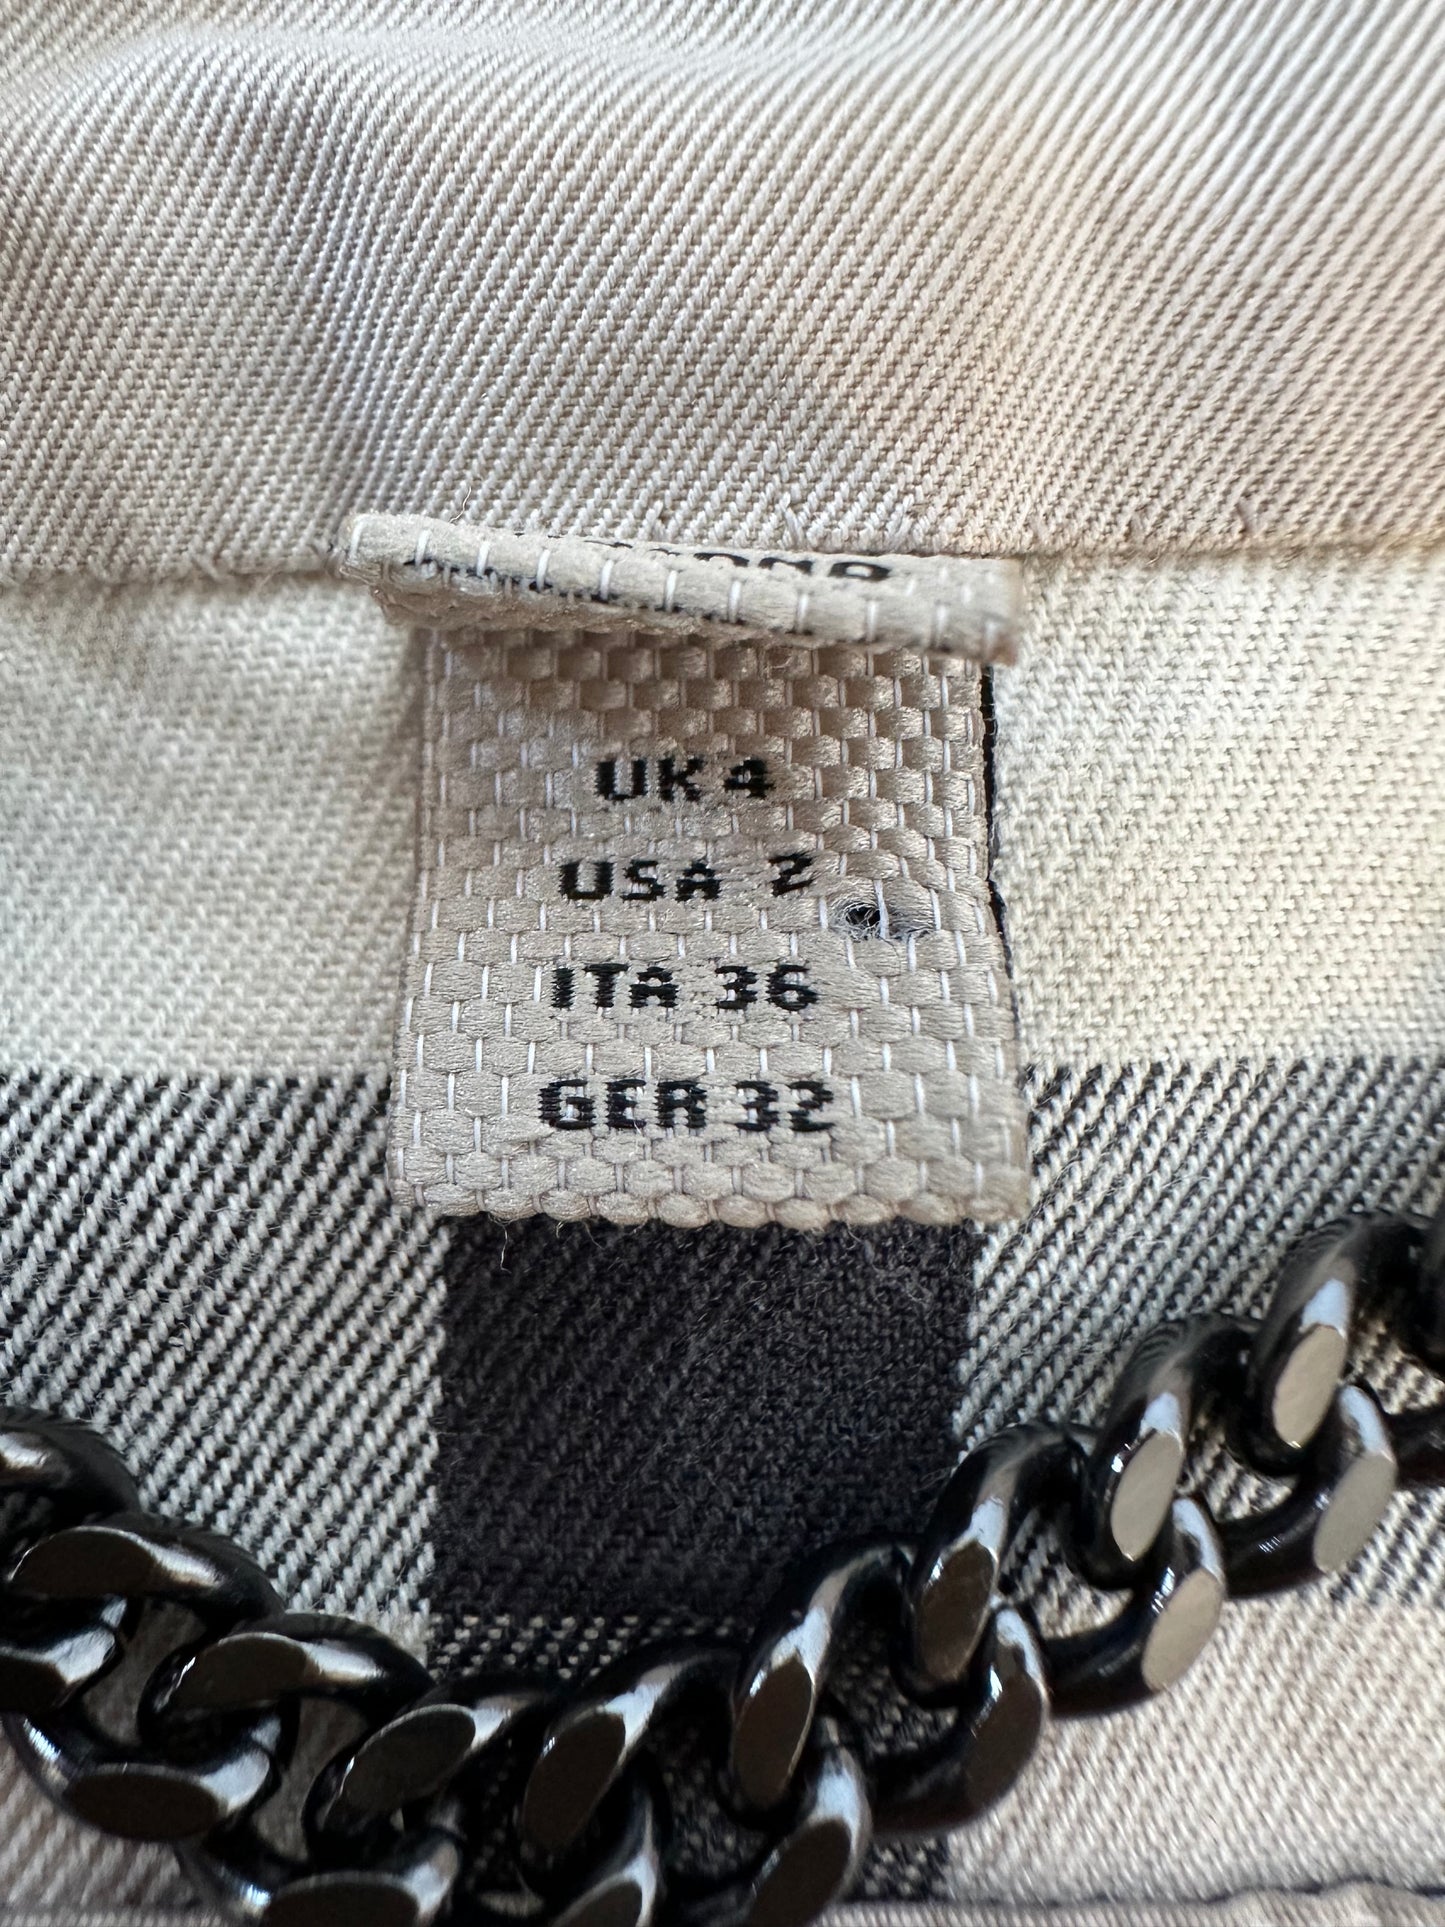 UK 4
USA 2
ITA 36
GER 32